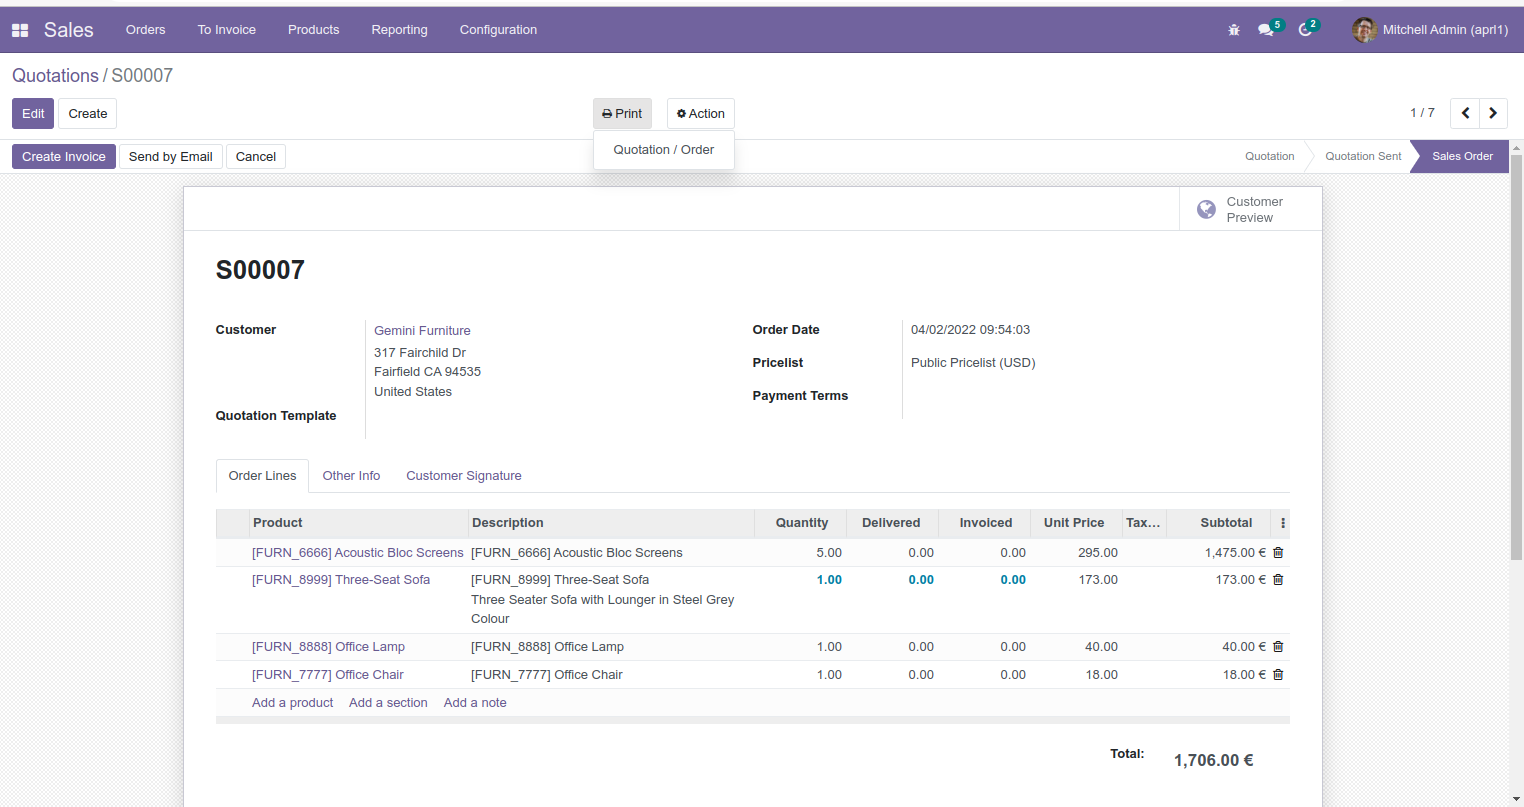 Sales Orders To Invoice Products Reporting Configuration 5 2 Mitchell Admin (aprl1)
Quotations / S00007
Edit Create Print Action 1 / 7
Quotation / Order
Create Invoice Send by Email Cancel Quotation Quotation Sent Sales Order
Customer
Preview
S00007
Customer Gemini Furniture Order Date 04/02/2022 09:54:03
317 Fairchild Dr
Pricelist Public Pricelist (USD)
Fairfield CA 94535
United States
Payment Terms
Quotation Template
Order Lines Other Info Customer Signature
Product Description Quantity Delivered Invoiced Unit Price Tax... Subtotal
[FURN_6666] Acoustic Bloc Screens [FURN_6666] Acoustic Bloc Screens 5.00 0.00 0.00 295.00 1,475.00 €
[FURN_8999] Three-Seat Sofa [FURN_8999] Three-Seat Sofa 1.00 0.00 0.00 173.00 173.00 €
Three Seater Sofa with Lounger in Steel Grey
Colour
[FURN_8888] Office Lamp [FURN_8888] Office Lamp 1.00 0.00 0.00 40.00 40.00 €
[FURN_7777] Office Chair [FURN_7777] Office Chair 1.00 0.00 0.00 18.00 18.00 €
Add a product Add a section Add a note
Total: 1,706.00 €